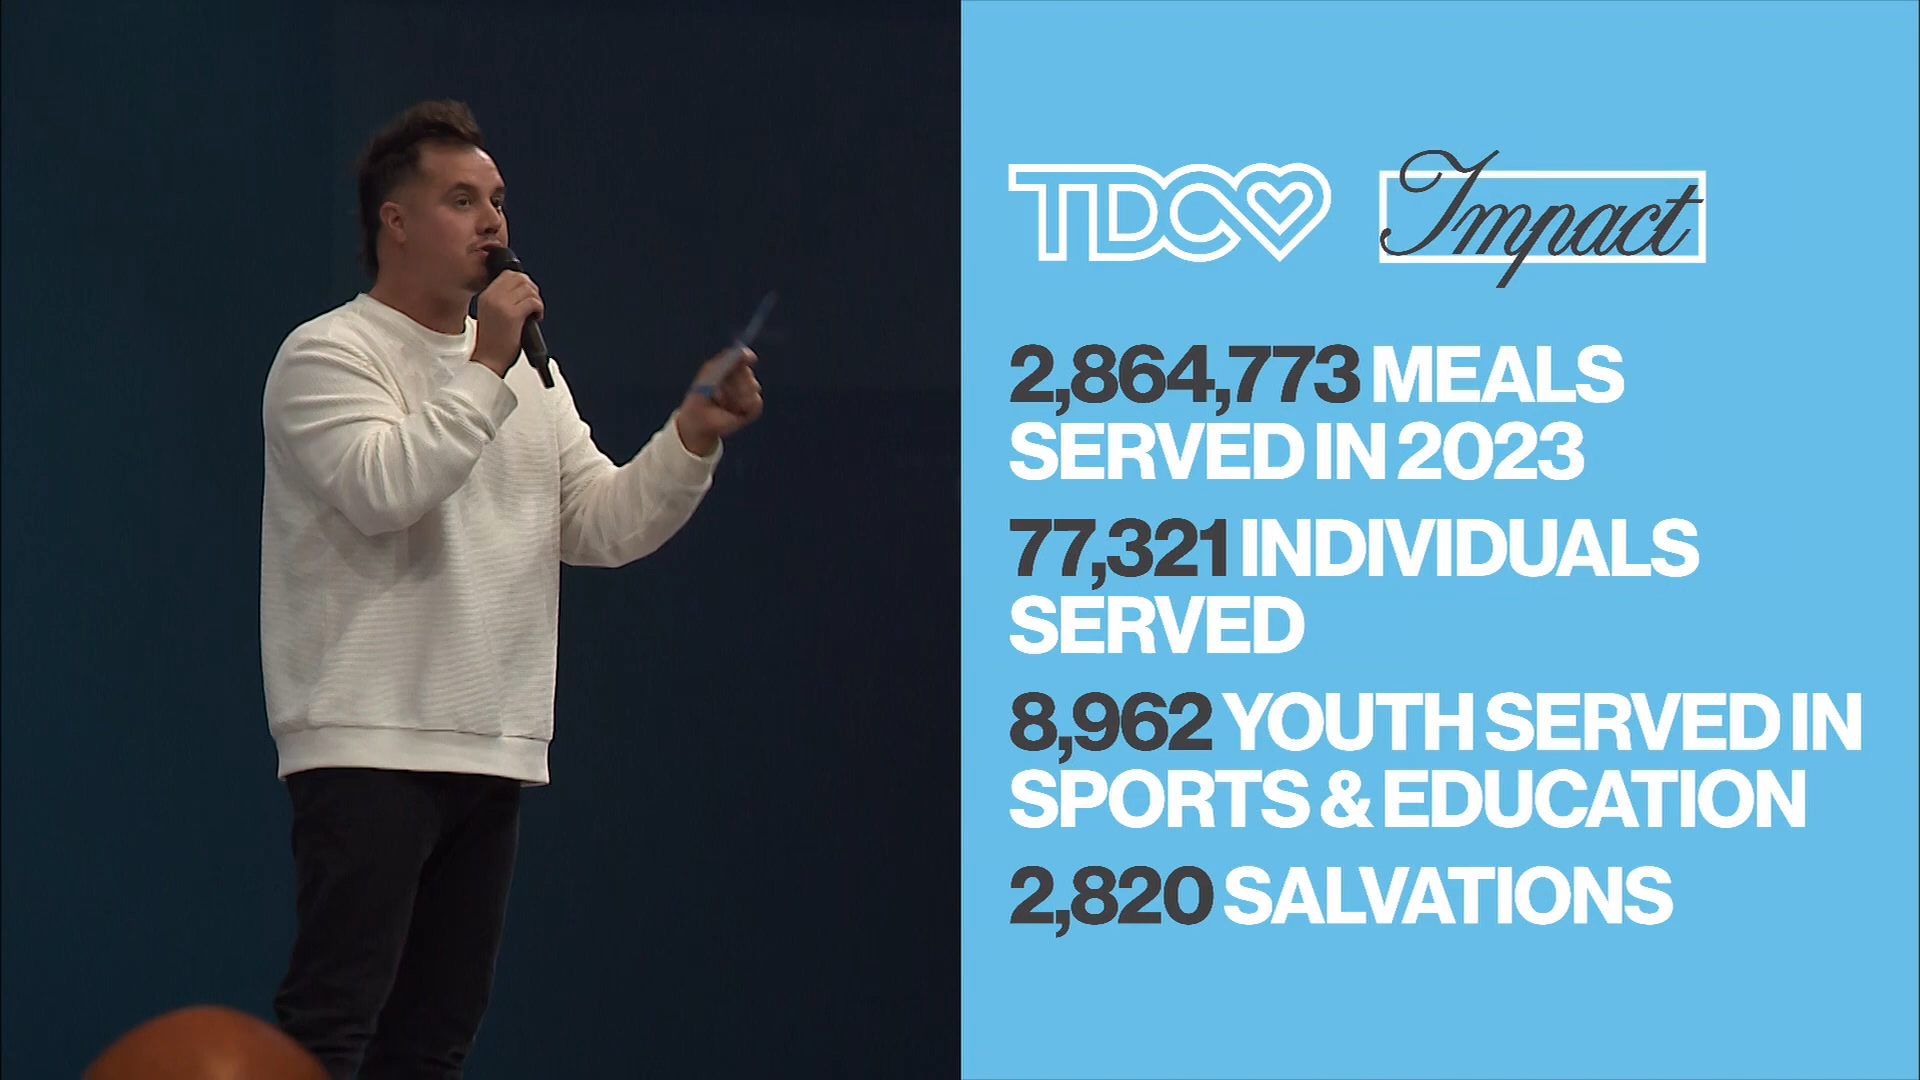 TDC
Impact
2,864,773 MEALS
SERVED IN 2023
77,321 INDIVIDUALS
SERVED
8,962 YOUTH SERVED IN
SPORTS & EDUCATION
2,820 SALVATIONS